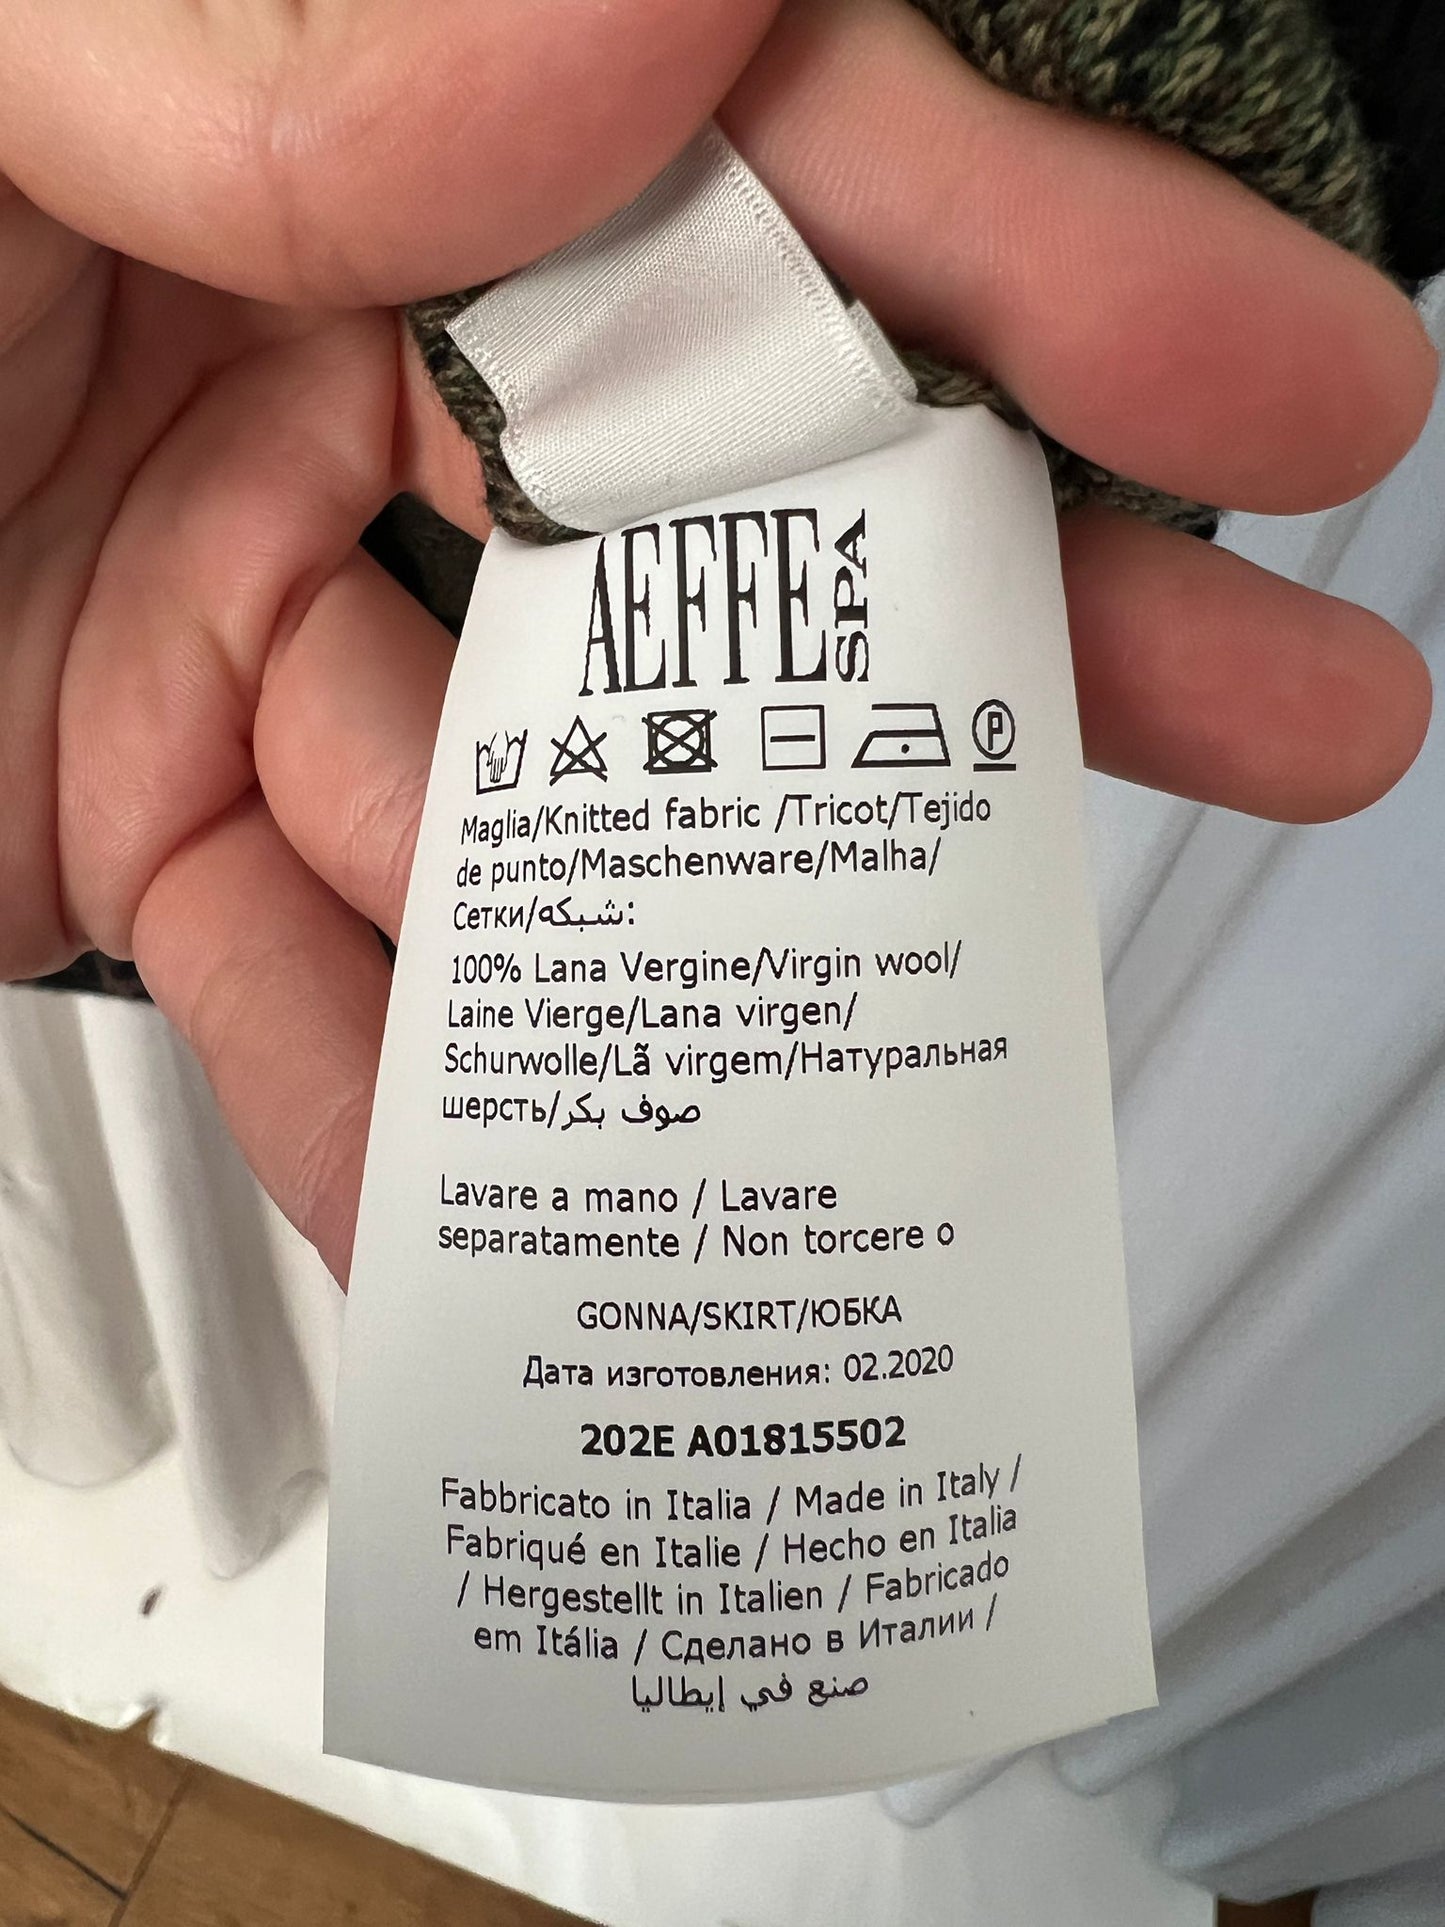 AEFFE SPA
P
Maglia/Knitted fabric /Tricot/Tejido
de punto/Maschenware/Malha/
Сетки/شبكه:
100% Lana Vergine/Virgin wool/
Laine Vierge/Lana virgen/
Schurwolle/Lã virgem/Натуральная
шерсть/صوف بكر
Lavare a mano / Lavare
separatamente / Non torcere o
GONNA/SKIRT/ЮБКА
Дата изготовления: 02.2020
202E A01815502
Fabbricato in Italia / Made in Italy /
Fabriqué en Italie / Hecho en Italia
/ Hergestellt in Italien / Fabricado
em Itália / Сделано в Италии /
صنع في إيطاليا